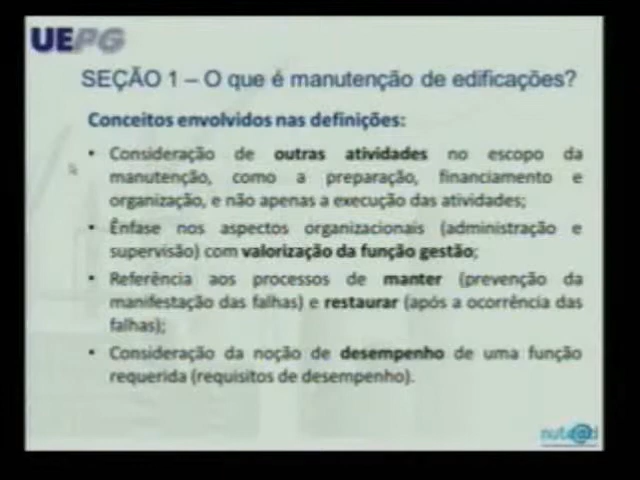 UEPG
SEÇÃO 1 – O que é manutenção de edificações?
Conceitos envolvidos nas definições:
• Consideração de outras atividades no escopo da
manutenção, como a preparação, financiamento e
organização, e não apenas a execução das atividades;
• Ênfase nos aspectos organizacionais (administração e
supervisão) com valorização da função gestão;
• Referência aos processos de manter (prevenção da
manifestação das falhas) e restaurar (após a ocorrência das
falhas);
• Consideração da noção de desempenho de uma função
requerida (requisitos de desempenho).
nute@d